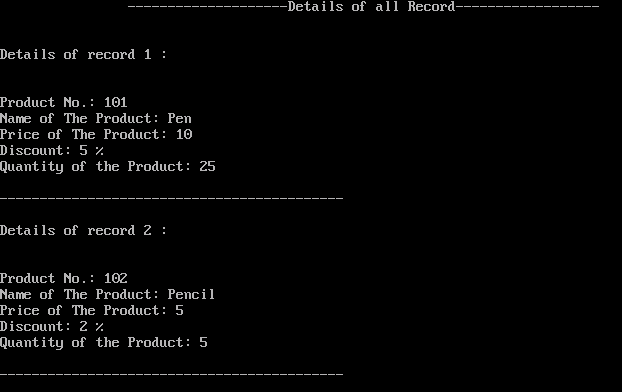 --------------------Details of all Record------------------
Details of record 1 :
Product No.: 101
Name of The Product: Pen
Price of The Product: 10
Discount: 5 %
Quantity of the Product: 25
-------------------------------------------
Details of record 2 :
Product No.: 102
Name of The Product: Pencil
Price of The Product: 5
Discount: 2 %
Quantity of the Product: 5
-------------------------------------------